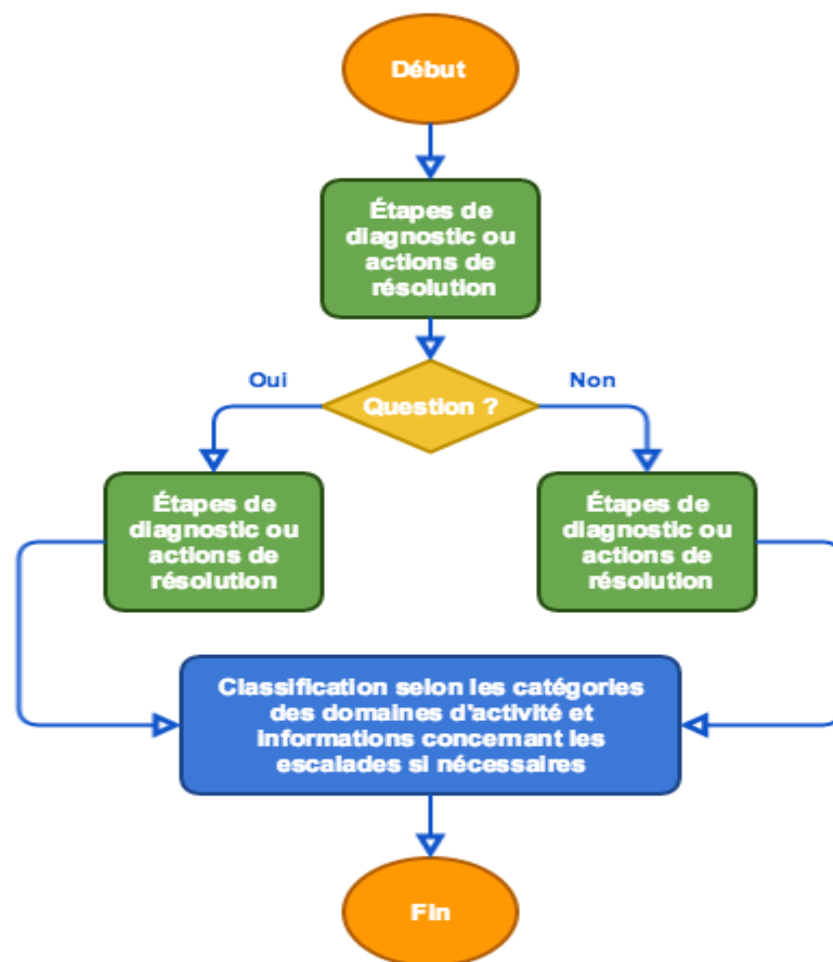 Début
Étapes de
diagnostic ou
actions de
résolution
Oui
Non
Question ?
Étapes de
diagnostic ou
actions de
résolution
Étapes de
diagnostic ou
actions de
résolution
Classification selon les catégories
des domaines d'activité et
informations concernant les
escalades si nécessaires
Fin